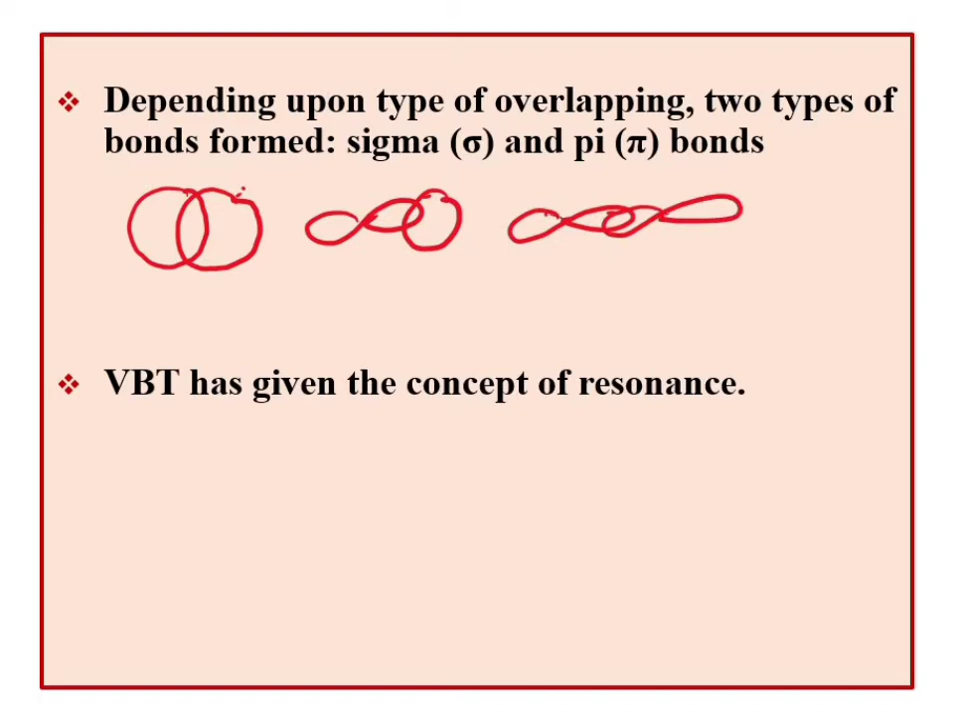 Depending upon type of overlapping, two types of
bonds formed: sigma (σ) and pi (π) bonds
VBT has given the concept of resonance.